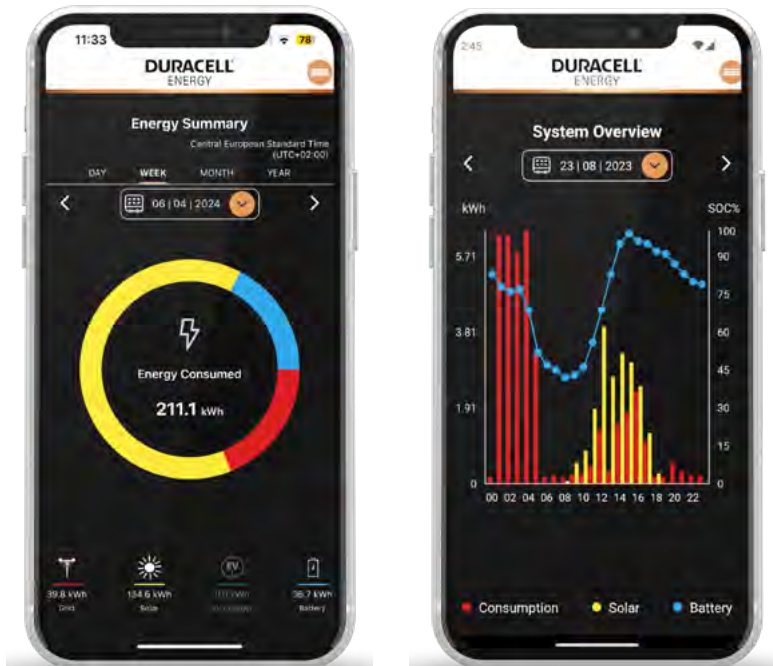 11:33
78
DURACELL
ENERGY
Energy Summary
Central European Standard Time
(UTC+02:00)
DAY WEEK MONTH YEAR
06 | 04 | 2024
Energy Consumed
211.1 kWh
39.8 kWh
Grid
134.6 kWh
Solar
EV
36.7 kWh
Battery
2:45
DURACELL
ENERGY
System Overview
23 | 08 | 2023
kWh SOC%
100
5.71 90
75
3.81 60
45
1.91 30
15
0 0
00 02 04 06 08 10 12 14 16 18 20 22
Consumption Solar Battery